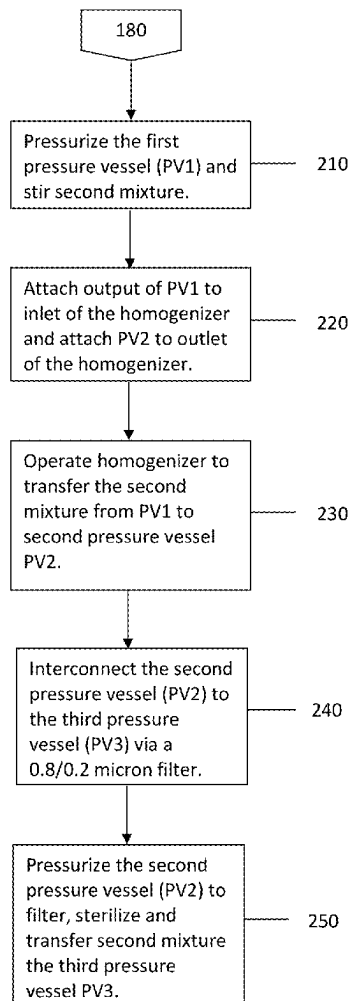 180
Pressurize the first
pressure vessel (PV1) and
stir second mixture.
210
Attach output of PV1 to
inlet of the homogenizer
and attach PV2 to outlet
of the homogenizer.
220
Operate homogenizer to
transfer the second
mixture from PV1 to
second pressure vessel
PV2.
230
Interconnect the second
pressure vessel (PV2) to
the third pressure
vessel (PV3) via a
0.8/0.2 micron filter.
240
Pressurize the second
pressure vessel (PV2) to
filter, sterilize and
transfer second mixture
the third pressure
vessel PV3.
250